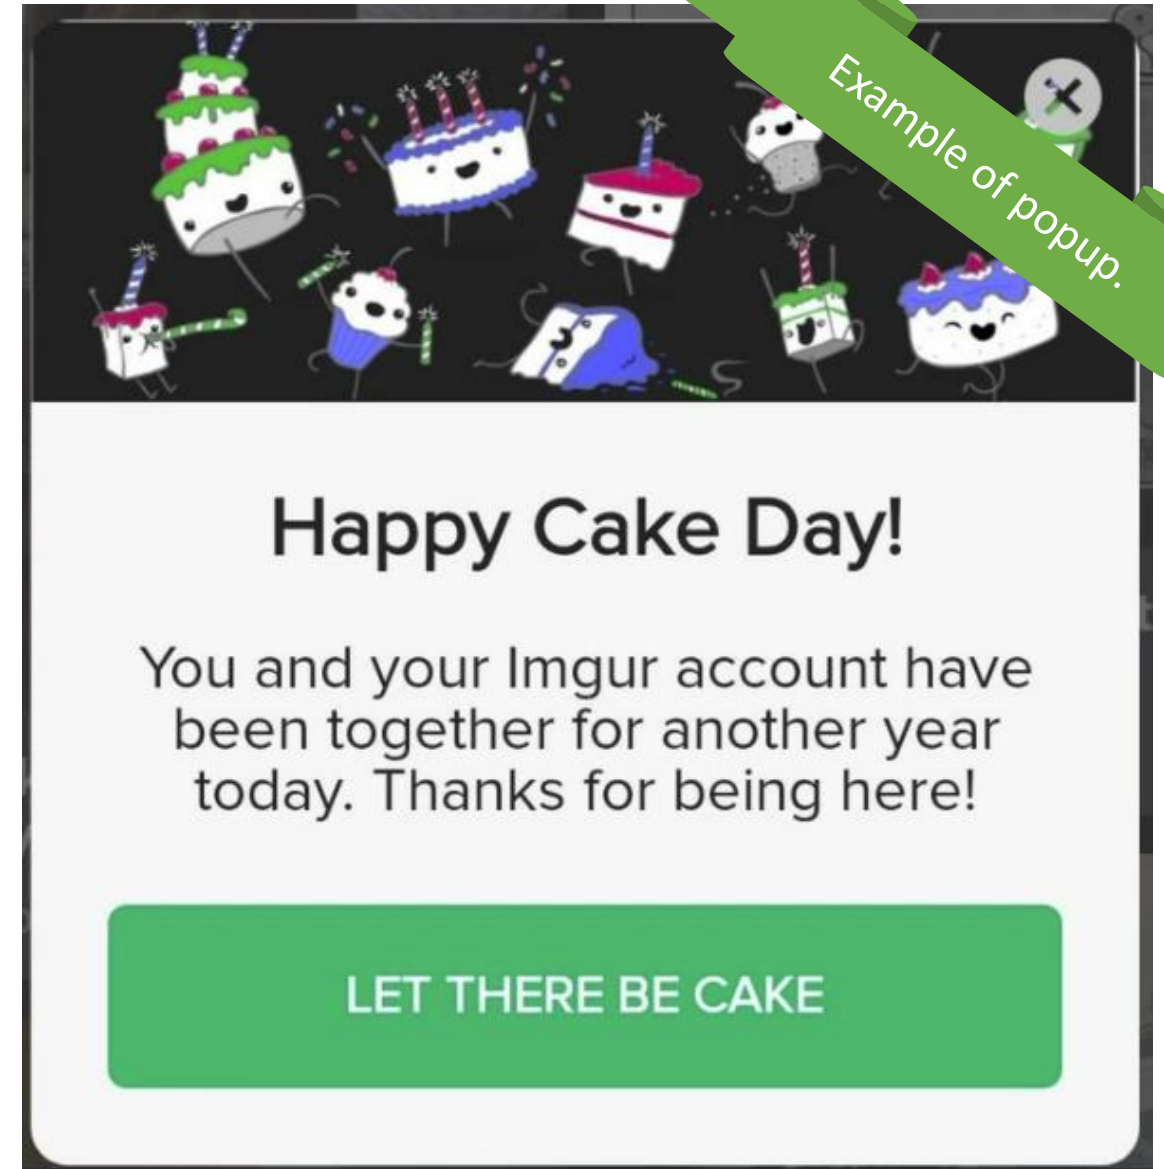 Example of popup.
Happy Cake Day!
You and your Imgur account have
been together for another year
today. Thanks for being here!
LET THERE BE CAKE